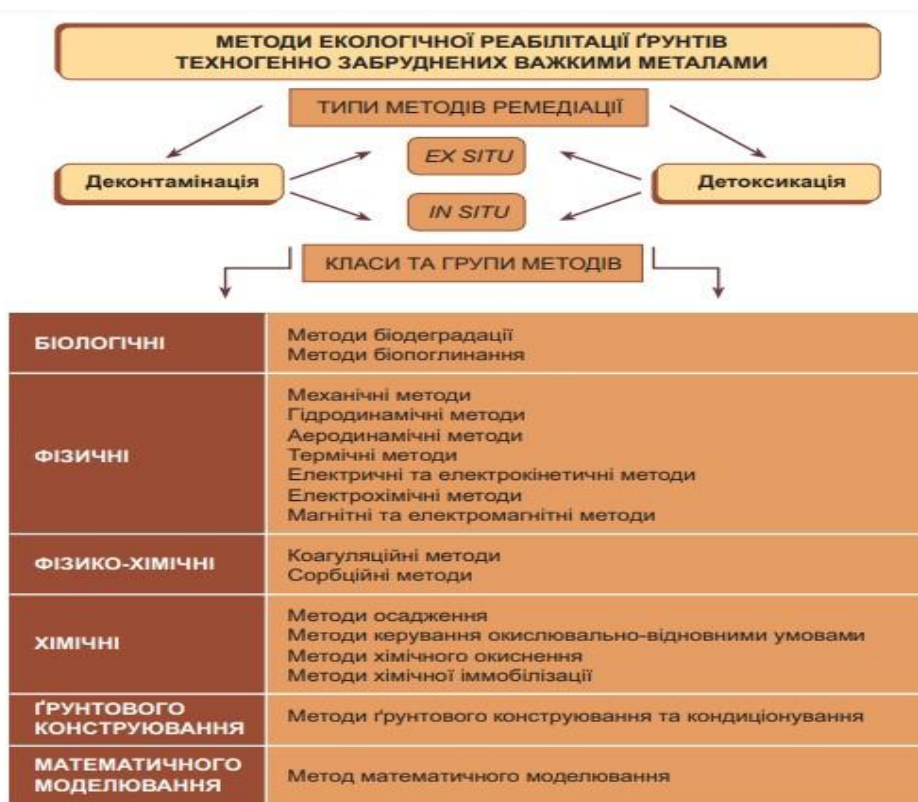 МЕТОДИ ЕКОЛОГІЧНОЇ РЕАБІЛІТАЦІЇ ҐРУНТІВ
ТЕХНОГЕННО ЗАБРУДНЕНИХ ВАЖКИМИ МЕТАЛАМИ
ТИПИ МЕТОДІВ РЕМЕДІАЦІЇ
EX SITU
Деконтамінація
Детоксикація
IN SITU
КЛАСИ ТА ГРУПИ МЕТОДІВ
БІОЛОГІЧНІ
Методи біодеградації
Методи біопоглинання
ФІЗИЧНІ
Механічні методи
Гідродинамічні методи
Аеродинамічні методи
Термічні методи
Електричні та електрокінетичні методи
Електрохімічні методи
Магнітні та електромагнітні методи
ФІЗИКО-ХІМІЧНІ
Коагуляційні методи
Сорбційні методи
ХІМІЧНІ
Методи осадження
Методи керування окислювально-відновними умовами
Методи хімічного окиснення
Методи хімічної іммобілізації
ҐРУНТОВОГО
КОНСТРУЮВАННЯ
Методи ґрунтового конструювання та кондиціонування
МАТЕМАТИЧНОГО
МОДЕЛЮВАННЯ
Метод математичного моделювання